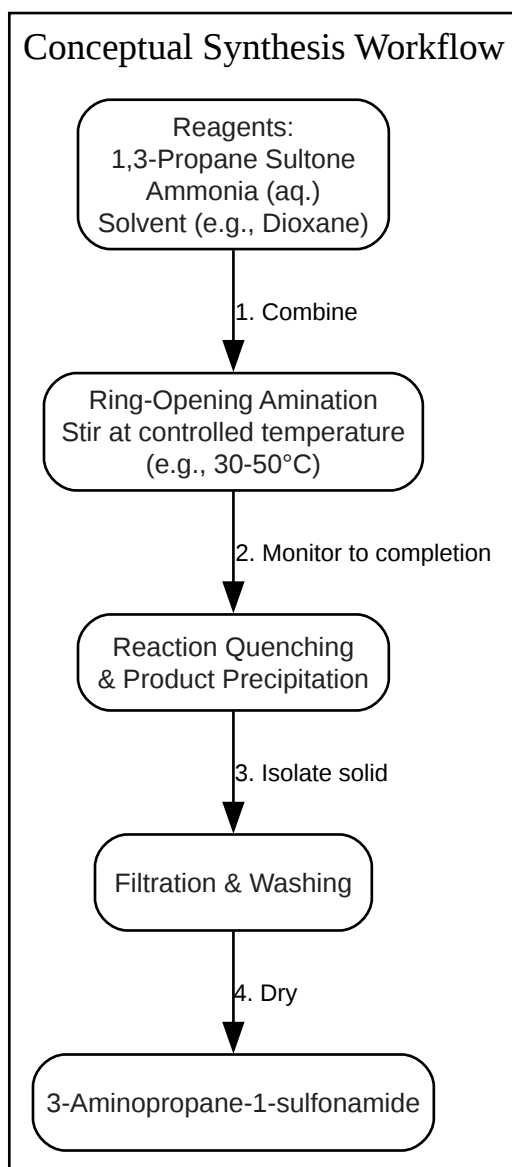 Conceptual Synthesis Workflow
Reagents:
1,3-Propane Sultone
Ammonia (aq.)
Solvent (e.g., Dioxane)
1. Combine
Ring-Opening Amination
Stir at controlled temperature
(e.g., 30-50°C)
2. Monitor to completion
Reaction Quenching
& Product Precipitation
3. Isolate solid
Filtration & Washing
4. Dry
3-Aminopropane-1-sulfonamide